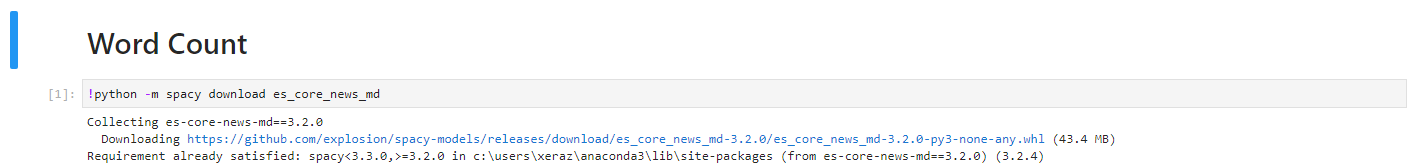 Word Count
[1]: !python -m spacy download es_core_news_md
Collecting es-core-news-md==3.2.0
Downloading https://github.com/explosion/spacy-models/releases/download/es_core_news_md-3.2.0/es_core_news_md-3.2.0-py3-none-any.whl (43.4 MB)
Requirement already satisfied: spacy<3.3.0,>=3.2.0 in c:\users\xeraz\anaconda3\lib\site-packages (from es-core-news-md==3.2.0) (3.2.4)